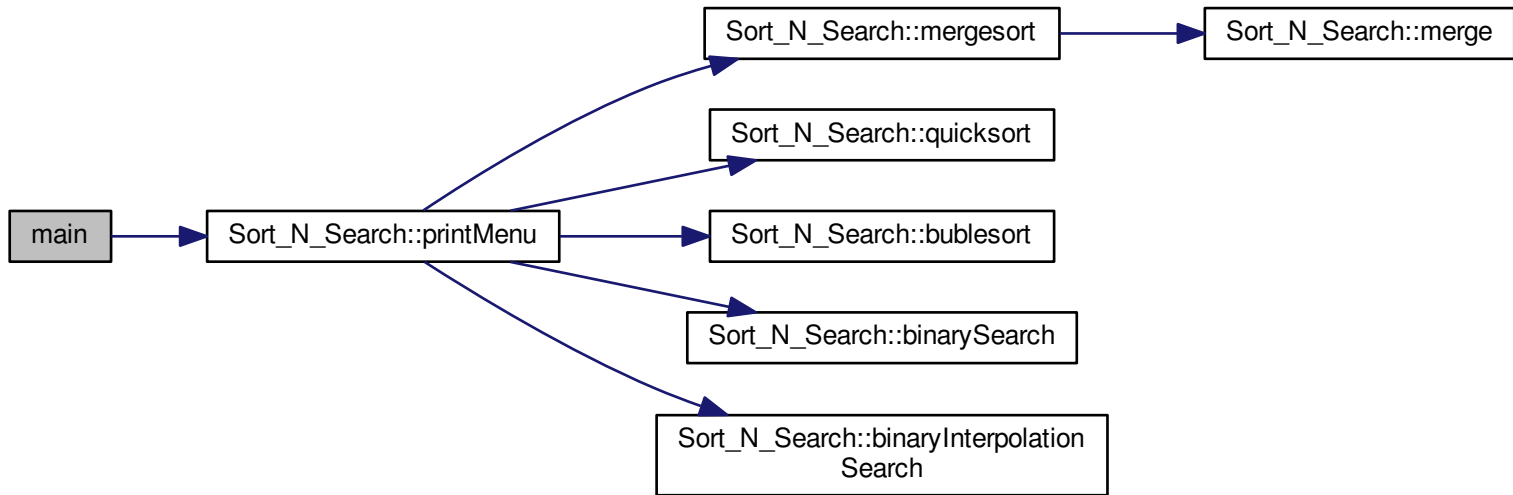 Sort_N_Search::mergesort
Sort_N_Search::merge
Sort_N_Search::quicksort
main
Sort_N_Search::printMenu
Sort_N_Search::bublesort
Sort_N_Search::binarySearch
Sort_N_Search::binaryInterpolation
Search